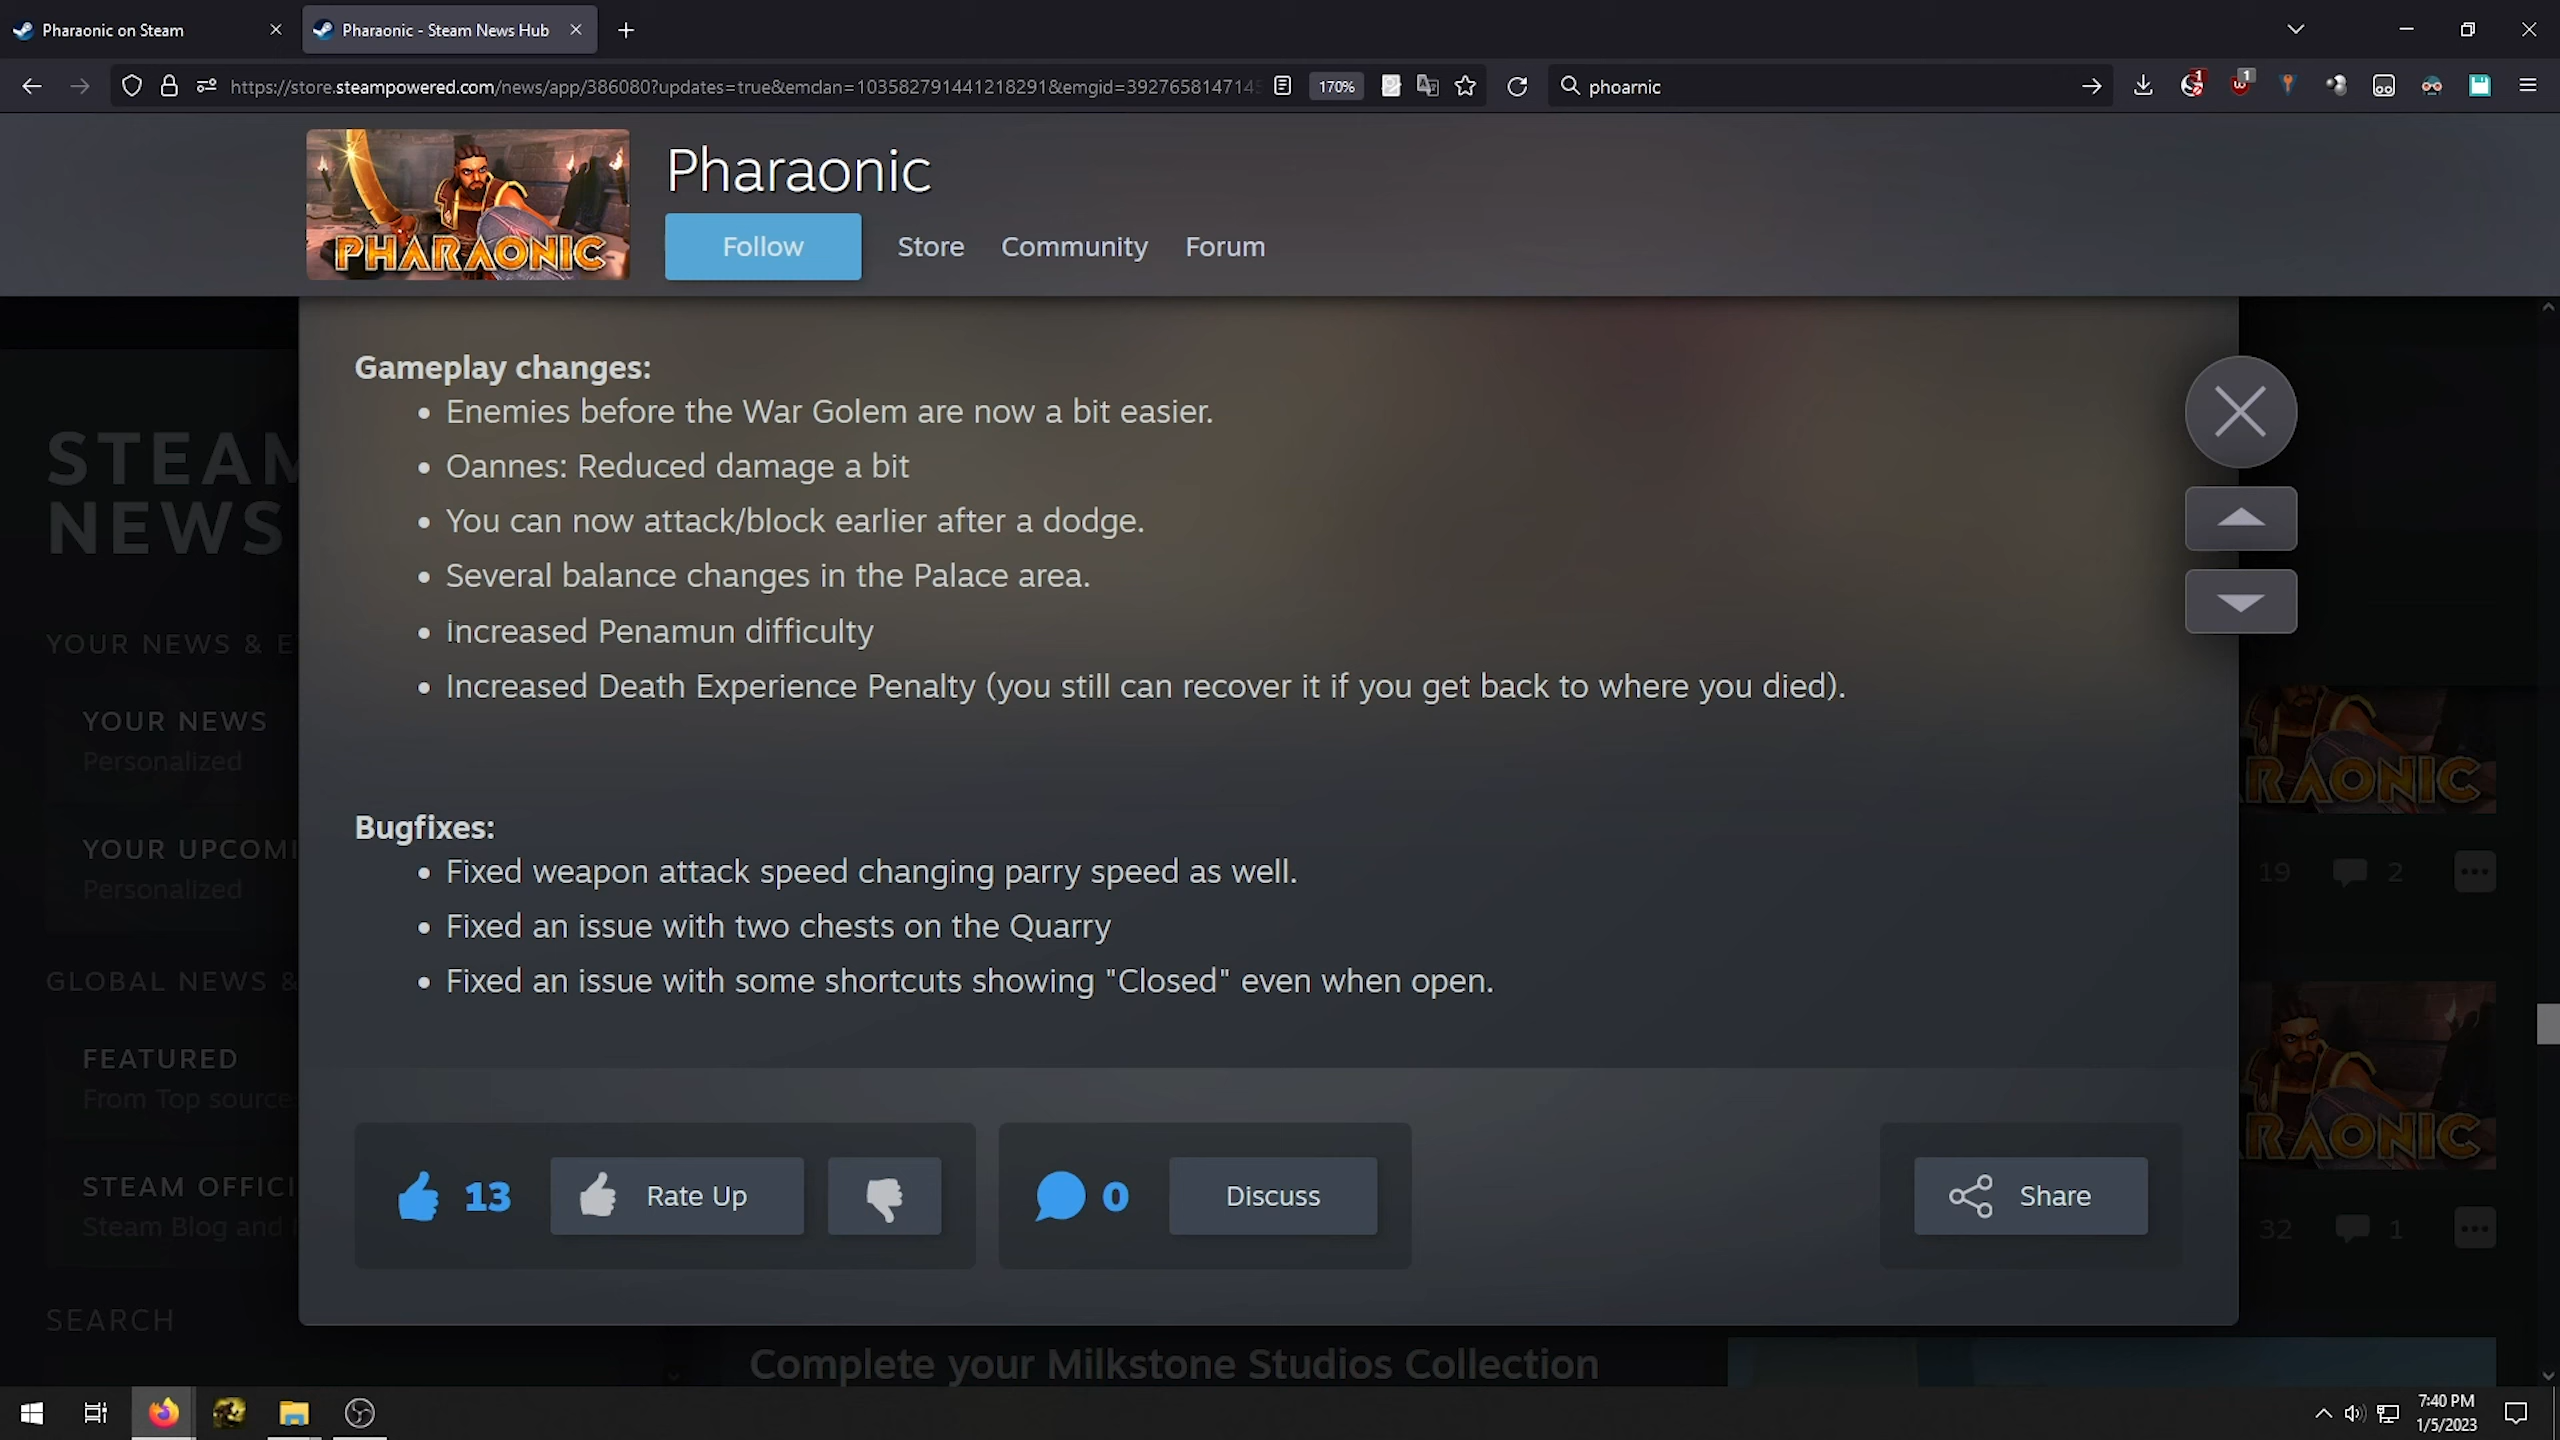 Pharaonic on Steam
Pharaonic - Steam News Hub
https://store.steampowered.com/news/app/386080?updates=true&emclan=103582791441218291&emgid=3927658147145
170%
phoarnic
1
1
PHARAONIC
Pharaonic
Follow
Store
Community
Forum
STEAM
NEWS
YOUR NEWS & E
YOUR NEWS
Personalized
YOUR UPCOMI
Personalized
GLOBAL NEWS &
FEATURED
From Top source
STEAM OFFICI
Steam Blog and
SEARCH
Gameplay changes:
• Enemies before the War Golem are now a bit easier.
• Oannes: Reduced damage a bit
• You can now attack/block earlier after a dodge.
• Several balance changes in the Palace area.
• Increased Penamun difficulty
• Increased Death Experience Penalty (you still can recover it if you get back to where you died).
Bugfixes:
• Fixed weapon attack speed changing parry speed as well.
• Fixed an issue with two chests on the Quarry
• Fixed an issue with some shortcuts showing "Closed" even when open.
13
Rate Up
0
Discuss
Share
RAONIC
19
2
RAONIC
32
1
Complete your Milkstone Studios Collection
7:40 PM
1/5/2023